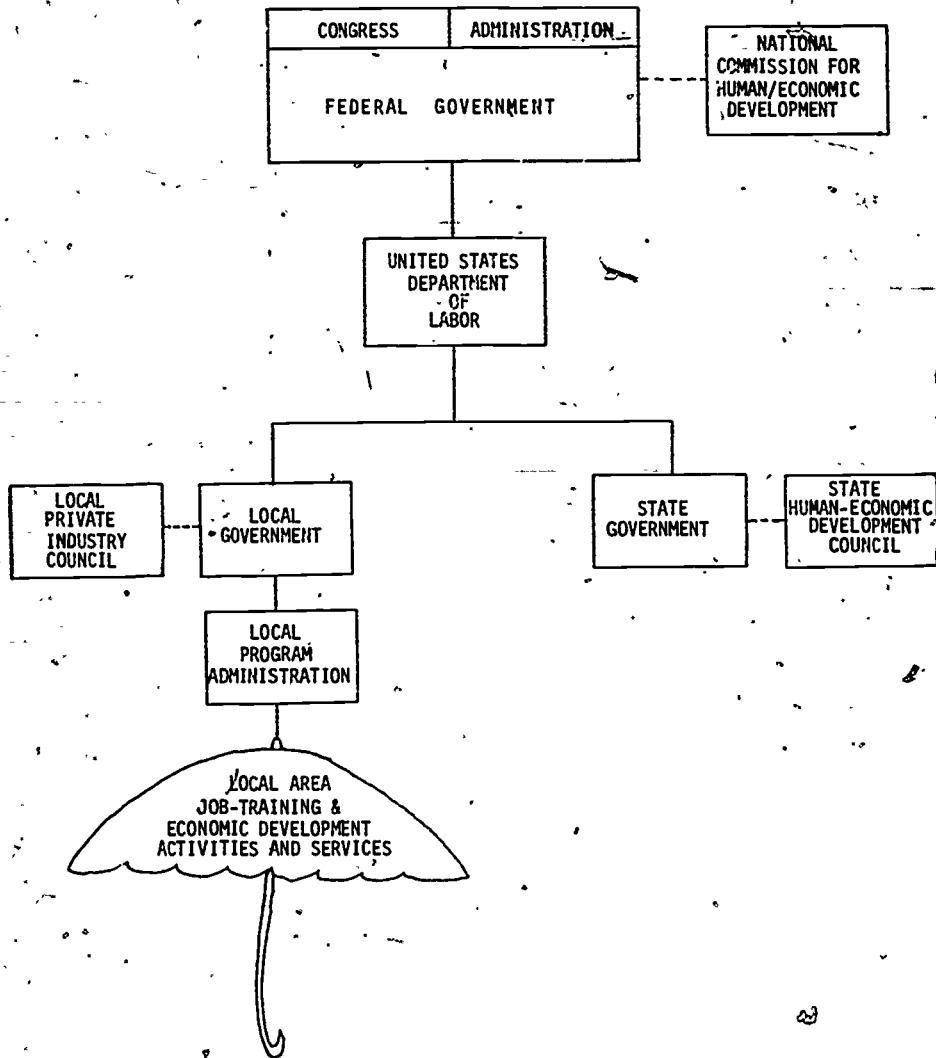 CONGRESS
ADMINISTRATION
FEDERAL GOVERNMENT
NATIONAL
COMMISSION FOR
HUMAN/ECONOMIC
DEVELOPMENT
UNITED STATES
DEPARTMENT
OF
LABOR
LOCAL
PRIVATE
INDUSTRY
COUNCIL
LOCAL
GOVERNMENT
STATE
GOVERNMENT
STATE
HUMAN-ECONOMIC
DEVELOPMENT
COUNCIL
LOCAL
PROGRAM
ADMINISTRATION
LOCAL AREA
JOB-TRAINING &
ECONOMIC DEVELOPMENT
ACTIVITIES AND SERVICES